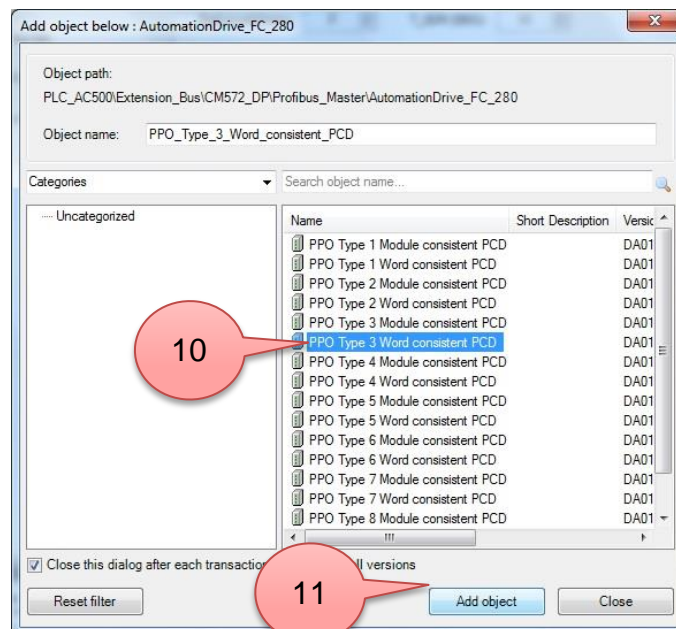 Add object below : AutomationDrive_FC_280
Object path:
PLC_AC500\Extension_Bus\CM572_DP\Profibus_Master\AutomationDrive_FC_280
Object name: PPO_Type_3_Word_consistent_PCD
Categories Search object name...
Uncategorized
Name Short Description Versic
PPO Type 1 Module consistent PCD DA01
PPO Type 1 Word consistent PCD DA01
PPO Type 2 Module consistent PCD DA01
PPO Type 2 Word consistent PCD DA01
PPO Type 3 Module consistent PCD DA01
10 PPO Type 3 Word consistent PCD DA01
PPO Type 4 Module consistent PCD DA01
PPO Type 4 Word consistent PCD DA01
PPO Type 5 Module consistent PCD DA01
PPO Type 5 Word consistent PCD DA01
PPO Type 6 Module consistent PCD DA01
PPO Type 6 Word consistent PCD DA01
PPO Type 7 Module consistent PCD DA01
PPO Type 7 Word consistent PCD DA01
PPO Type 8 Module consistent PCD DA01
Close this dialog after each transaction ll versions
Reset filter 11 Add object Close